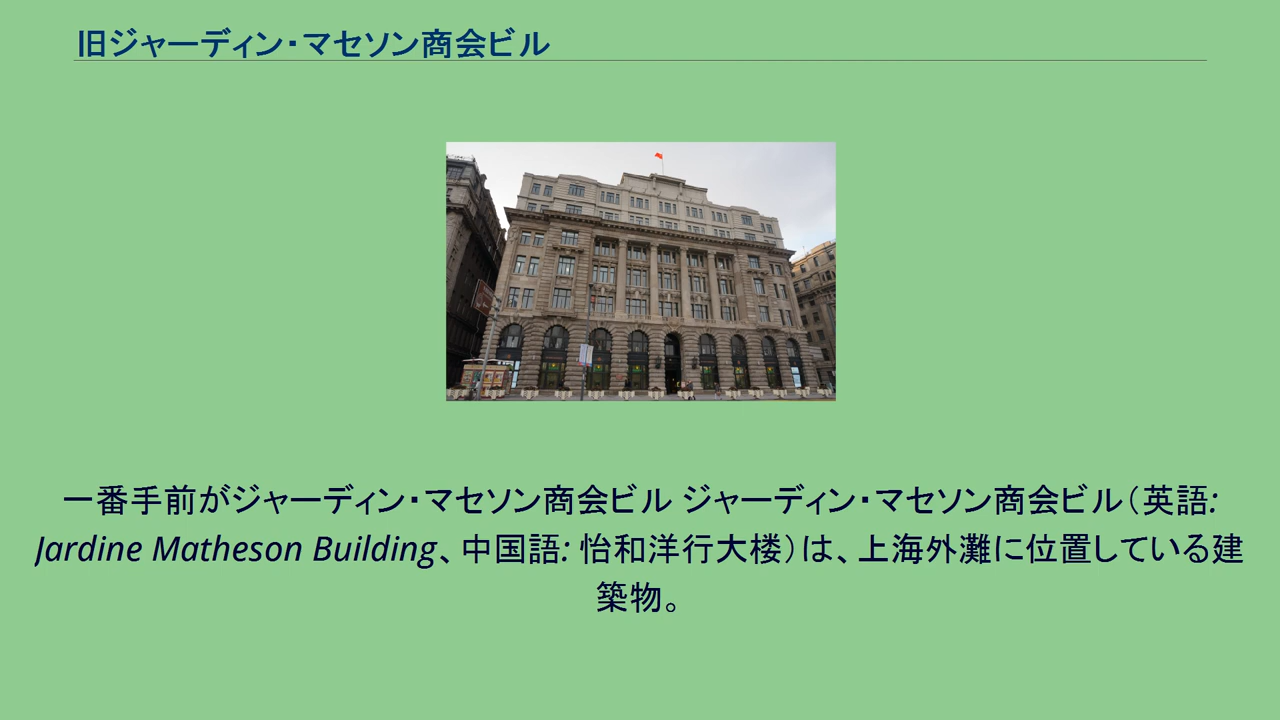 旧ジャーディン・マセソン商会ビル
一番手前がジャーディン・マセソン商会ビル ジャーディン・マセソン商会ビル（英語:
Jardine Matheson Building、中国語: 怡和洋行大楼）は、上海外灘に位置している建
築物。